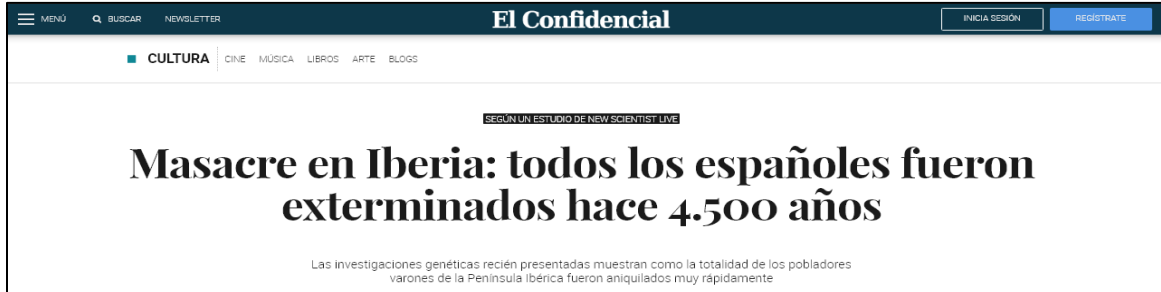 MENÚ BUSCAR NEWSLETTER El Confidencial INICIA SESIÓN REGÍSTRATE
CULTURA CINE MÚSICA LIBROS ARTE BLOGS
SEGÚN UN ESTUDIO DE NEW SCIENTIST LIVE
Masacre en Iberia: todos los españoles fueron
exterminados hace 4.500 años
Las investigaciones genéticas recién presentadas muestran como la totalidad de los pobladores
varones de la Península Ibérica fueron aniquilados muy rápidamente